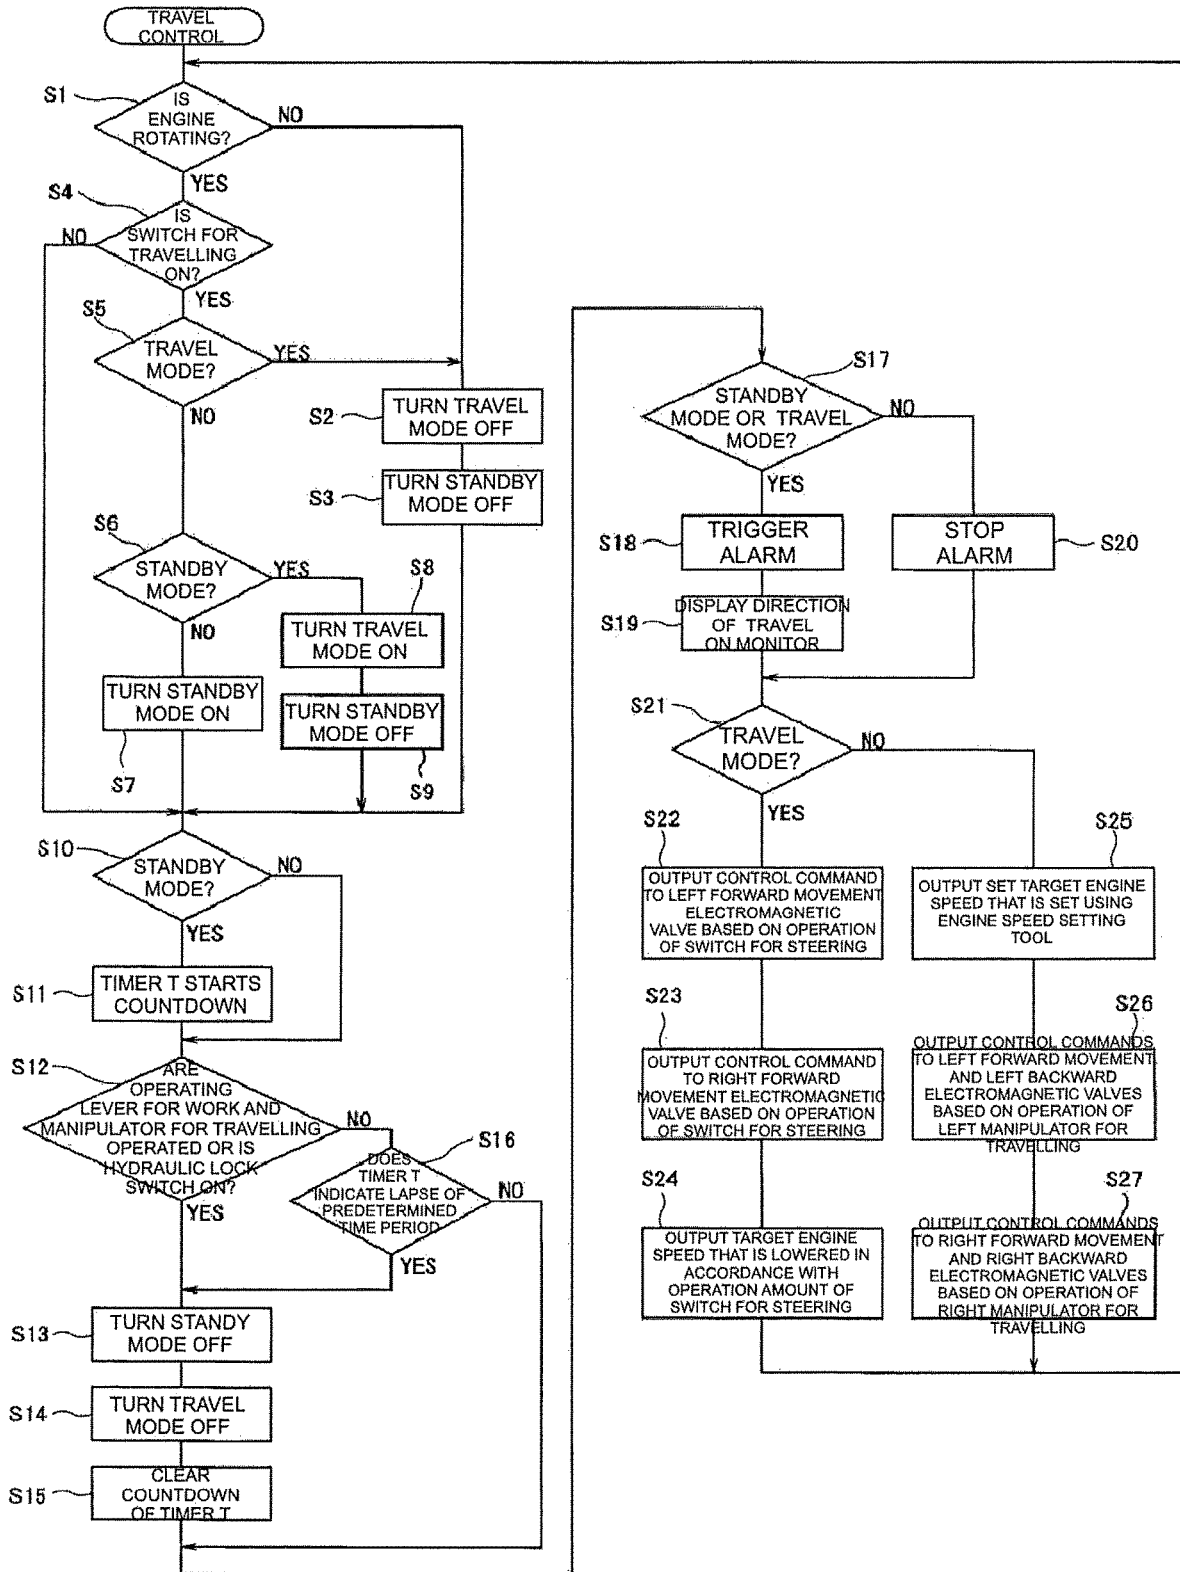 TRAVEL
CONTROL
S1
IS
ENGINE
ROTATING?
NO
YES
S4
IS
SWITCH FOR
TRAVELLING
ON?
NO
YES
S5
TRAVEL
MODE?
YES
NO
S2
TURN TRAVEL
MODE OFF
S3
TURN STANDBY
MODE OFF
S6
STANDBY
MODE?
YES
NO
S8
TURN TRAVEL
MODE ON
TURN STANDBY
MODE ON
S7
TURN STANDBY
MODE OFF
S9
S10
STANDBY
MODE?
NO
YES
S11
TIMER T STARTS
COUNTDOWN
S12
ARE
OPERATING
LEVER FOR WORK AND
MANIPULATOR FOR TRAVELLING
OPERATED OR IS
HYDRAULIC LOCK
SWITCH ON?
NO
YES
S16
DOES
TIMER T
INDICATE LAPSE OF
PREDETERMINED
TIME PERIOD
NO
YES
S13
TURN STANDY
MODE OFF
S14
TURN TRAVEL
MODE OFF
S15
CLEAR
COUNTDOWN
OF TIMER T
S17
STANDBY
MODE OR TRAVEL
MODE?
NO
YES
S18
TRIGGER
ALARM
STOP
ALARM
S20
S19
DISPLAY DIRECTION
OF TRAVEL
ON MONITOR
S21
TRAVEL
MODE?
NO
YES
S22
OUTPUT CONTROL COMMAND
TO LEFT FORWARD MOVEMENT
ELECTROMAGNETIC
VALVE BASED ON OPERATION
OF SWITCH FOR STEERING
S25
OUTPUT SET TARGET ENGINE
SPEED THAT IS SET USING
ENGINE SPEED SETTING
TOOL
S23
OUTPUT CONTROL COMMAND
TO RIGHT FORWARD
MOVEMENT ELECTROMAGNETIC
VALVE BASED ON OPERATION
OF SWITCH FOR STEERING
S26
OUTPUT CONTROL COMMANDS
TO LEFT FORWARD MOVEMENT
AND LEFT BACKWARD
ELECTROMAGNETIC VALVES
BASED ON OPERATION OF
LEFT MANIPULATOR FOR
TRAVELLING
S24
OUTPUT TARGET ENGINE
SPEED THAT IS LOWERED IN
ACCORDANCE WITH
OPERATION AMOUNT OF
SWITCH FOR STEERING
S27
OUTPUT CONTROL COMMANDS
TO RIGHT FORWARD MOVEMENT
AND RIGHT BACKWARD
ELECTROMAGNETIC VALVES
BASED ON OPERATION OF
RIGHT MANIPULATOR FOR
TRAVELLING